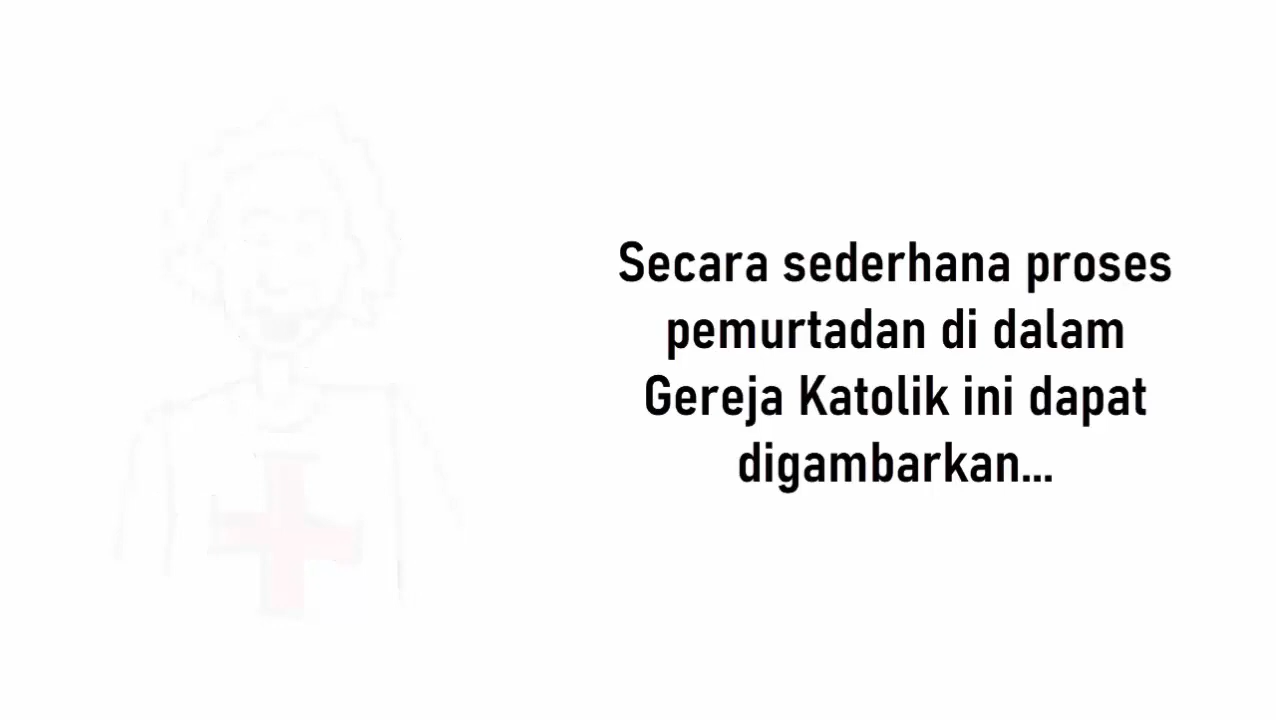 Secara sederhana proses
pemurtadan di dalam
Gereja Katolik ini dapat
digambarkan...